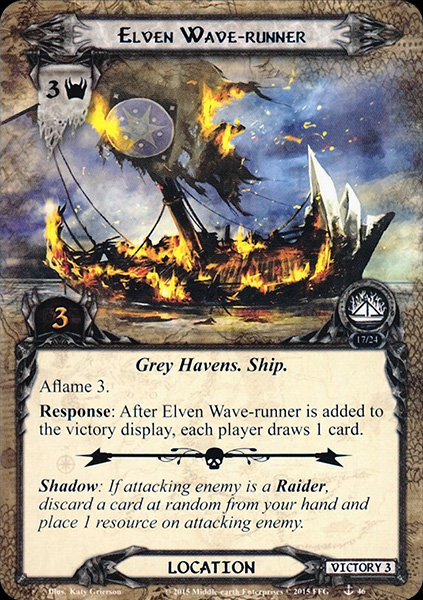 Elven Wave-runner
3
3
17/24
Grey Havens. Ship.
Aflame 3.
Response: After Elven Wave-runner is added to
the victory display, each player draws 1 card.
Shadow: If attacking enemy is a Raider,
discard a card at random from your hand and
place 1 resource on attacking enemy.
LOCATION
VICTORY 3
Illus. Katy Grierson
© 2015 Middle-earth Enterprises © 2015 FFG
46